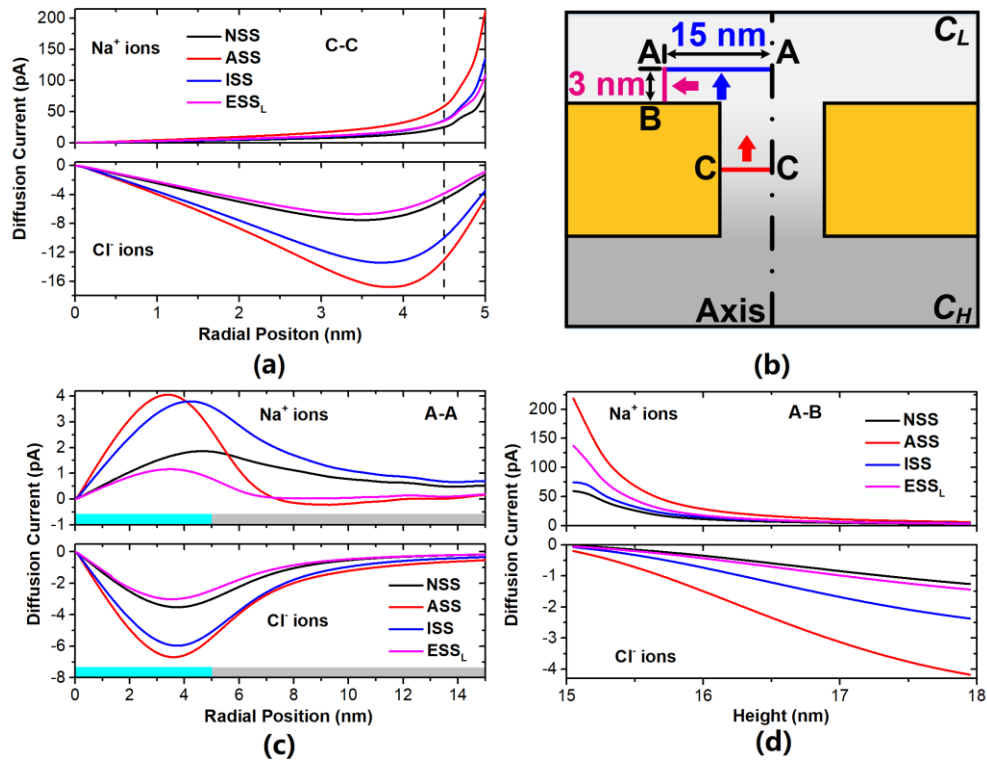 Na⁺ ions
C-C
NSS
ASS
ISS
ESS_L
200
150
100
50
0
0
-4
-8
-12
-16
Cl⁻ ions
Diffusion Current (pA)
0 1 2 3 4 5
Radial Positon (nm)
(a)
C_L
15 nm
A A
3 nm
B
C C
Axis
C_H
(b)
Na⁺ ions
A-A
4
3
2
1
0
-1
0
-2
-4
-6
-8
NSS
ASS
ISS
ESS_L
Cl⁻ ions
Diffusion Current (pA)
0 2 4 6 8 10 12 14
Radial Position (nm)
(c)
Na⁺ ions
A-B
NSS
ASS
ISS
ESS_L
200
150
100
50
0
0
-1
-2
-3
-4
Cl⁻ ions
Diffusion Current (pA)
15 16 17 18
Height (nm)
(d)